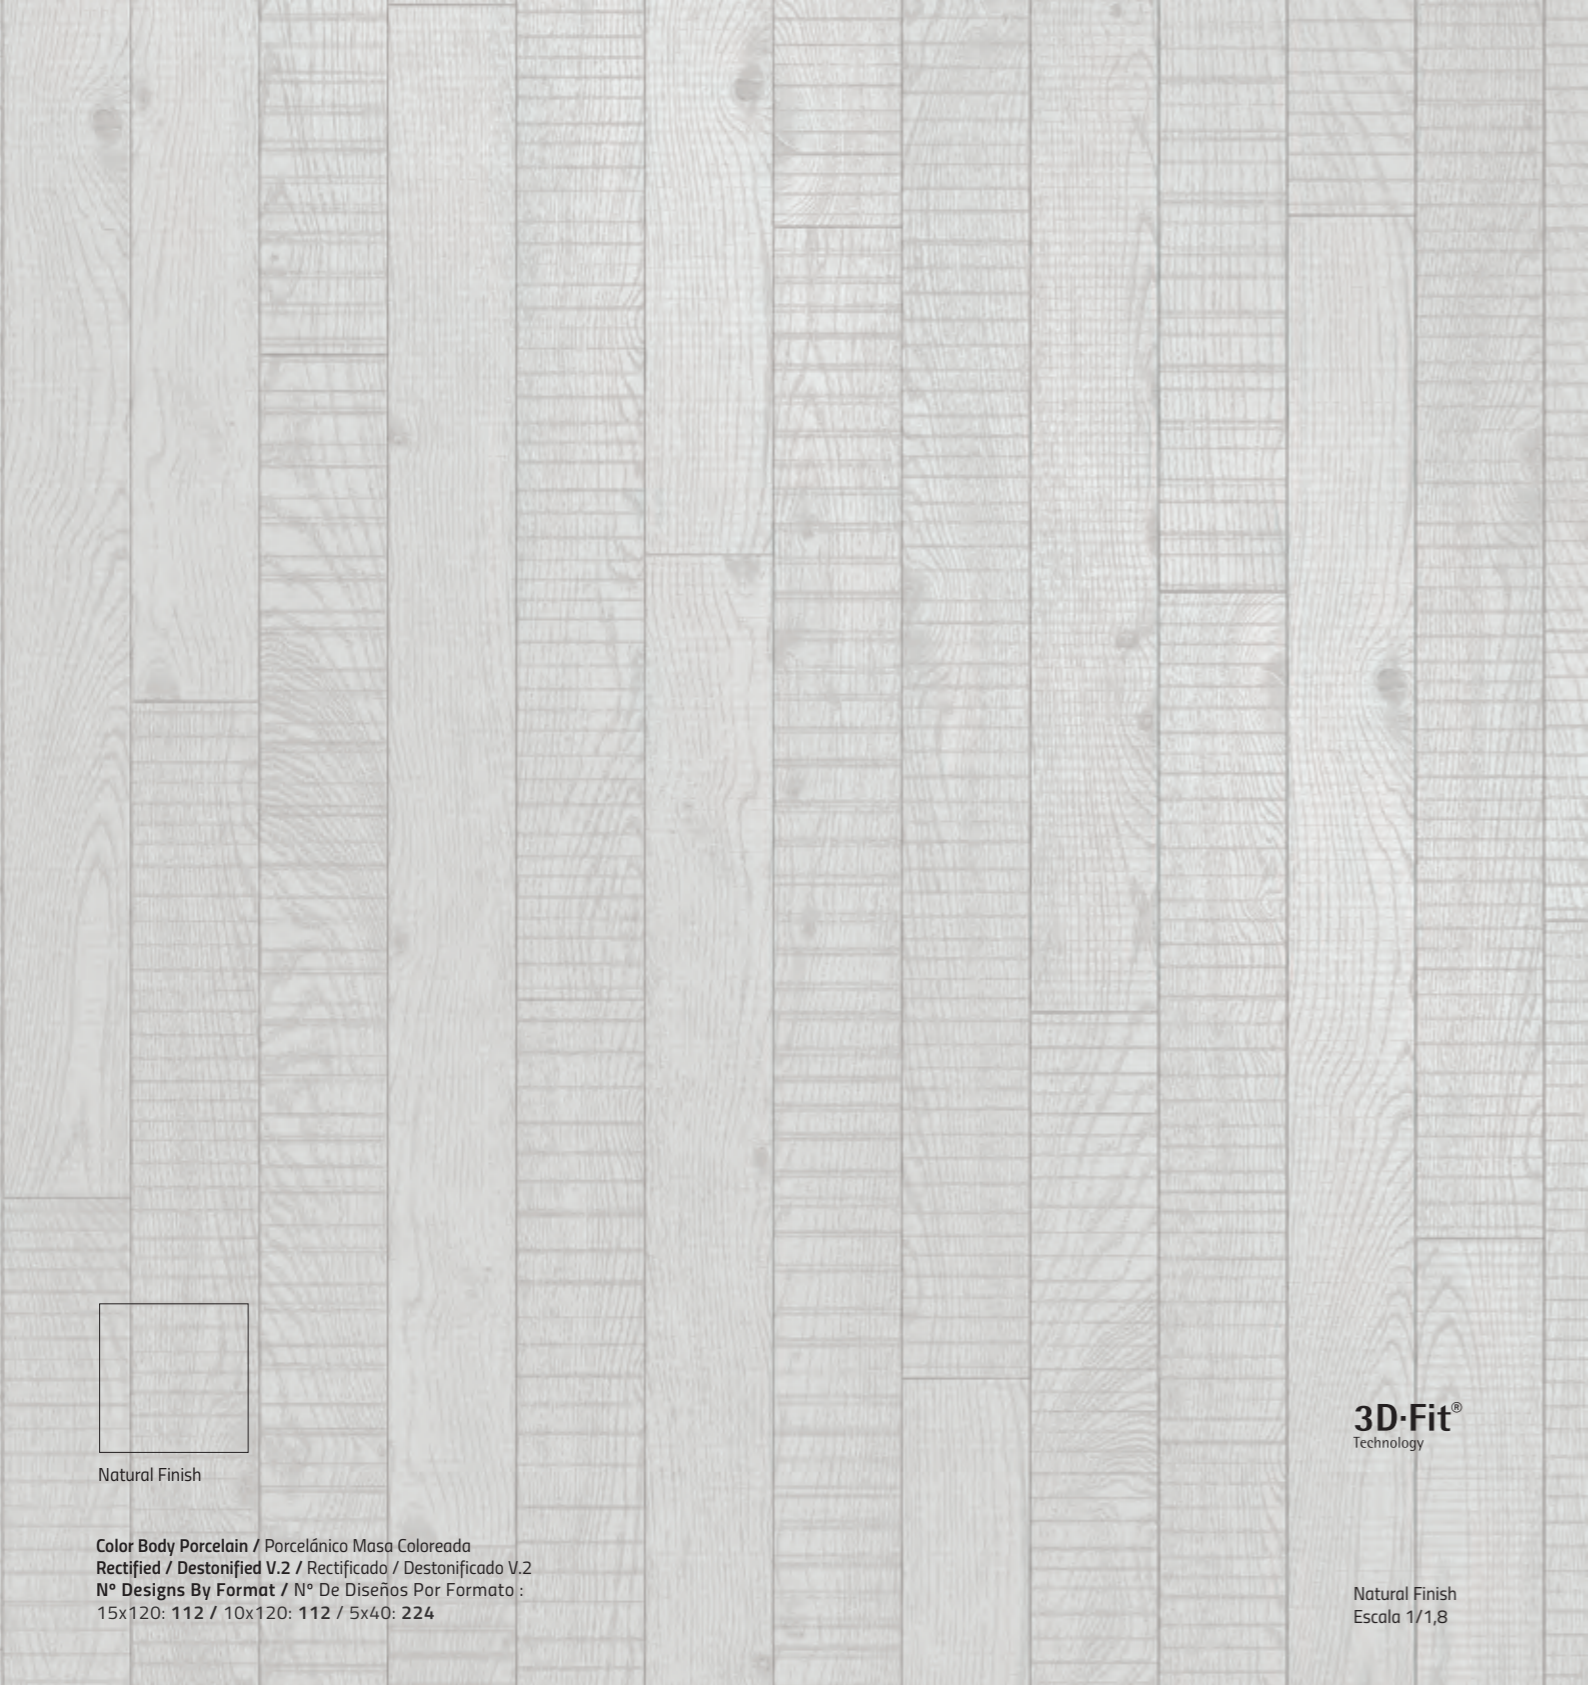 3D·Fit®
Technology
Natural Finish
Color Body Porcelain / Porcelánico Masa Coloreada
Rectified / Destonified V.2 / Rectificado / Destonificado V.2
Nº Designs By Format / Nº De Diseños Por Formato :
15x120: 112 / 10x120: 112 / 5x40: 224
Natural Finish
Escala 1/1,8